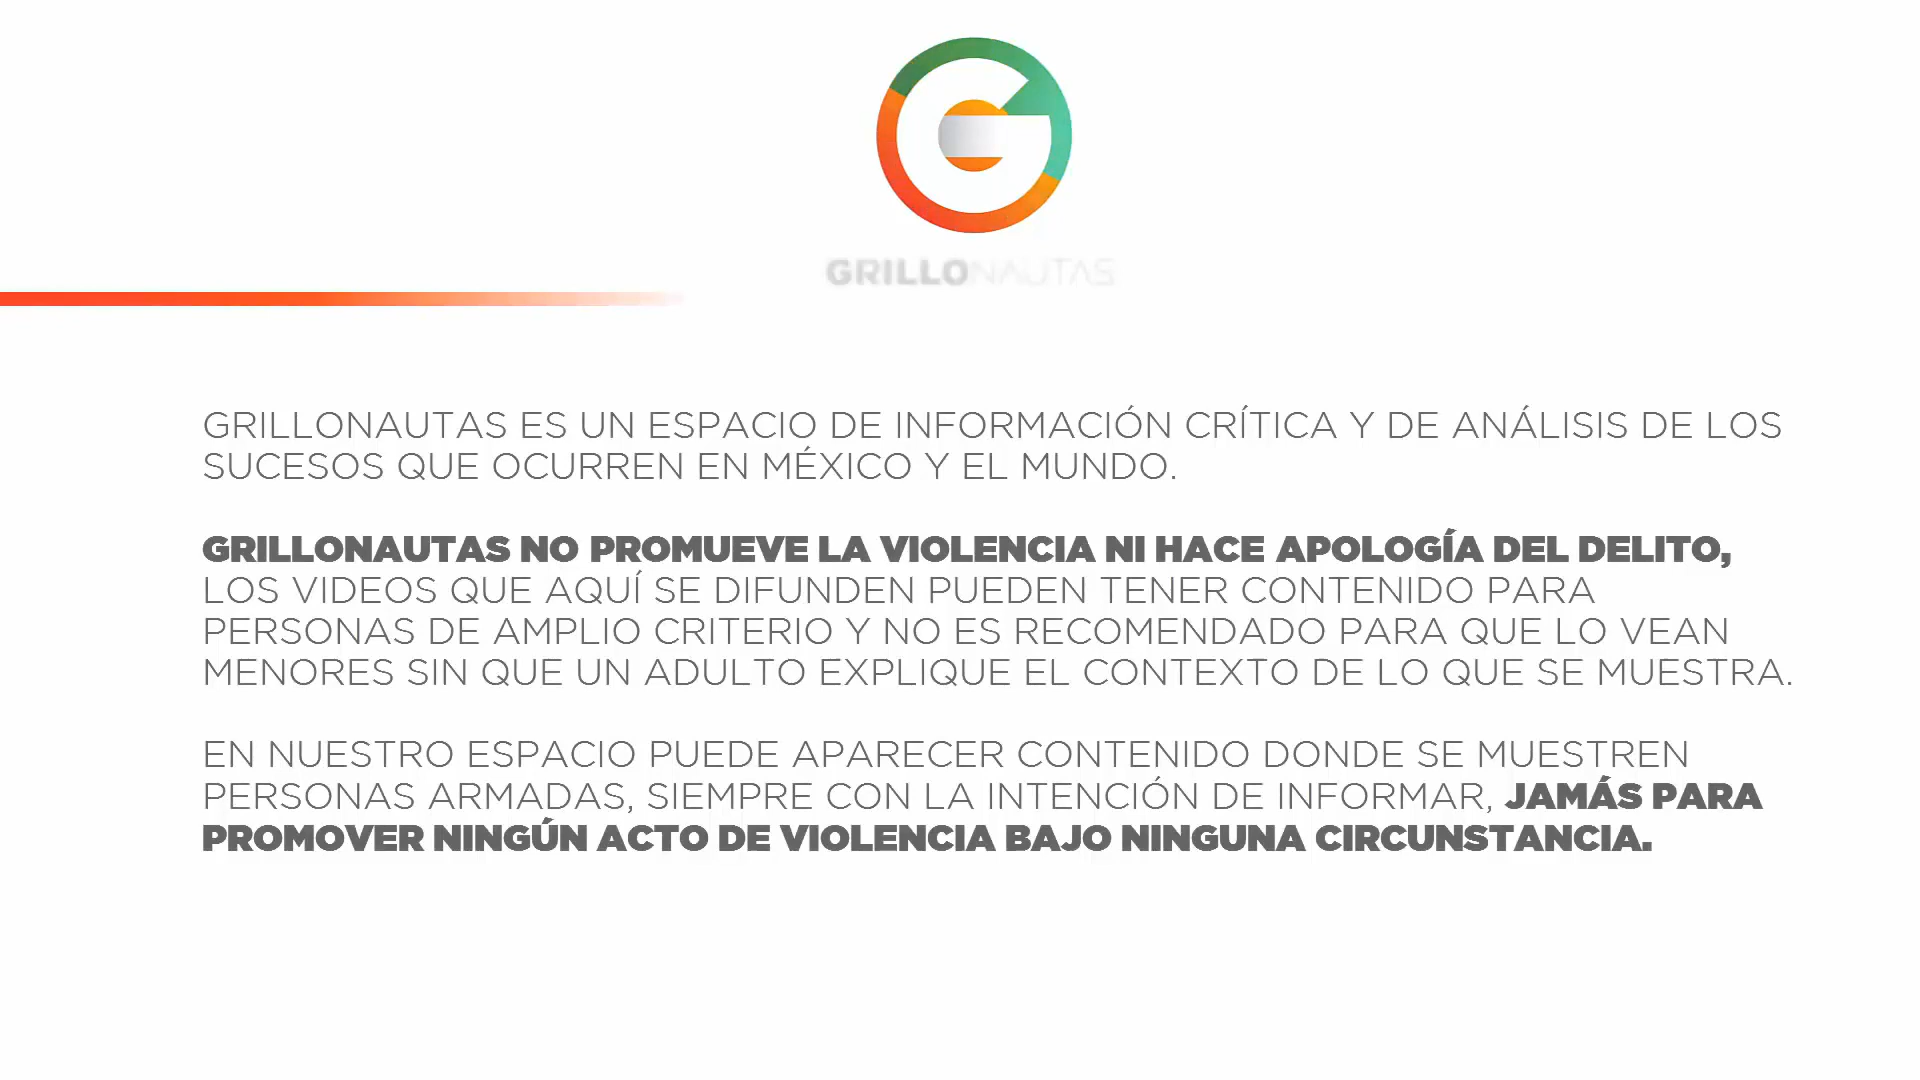 GRILLONAUTAS
GRILLONAUTAS ES UN ESPACIO DE INFORMACIÓN CRÍTICA Y DE ANÁLISIS DE LOS
SUCESOS QUE OCURREN EN MÉXICO Y EL MUNDO.
GRILLONAUTAS NO PROMUEVE LA VIOLENCIA NI HACE APOLOGÍA DEL DELITO,
LOS VIDEOS QUE AQUÍ SE DIFUNDEN PUEDEN TENER CONTENIDO PARA
PERSONAS DE AMPLIO CRITERIO Y NO ES RECOMENDADO PARA QUE LO VEAN
MENORES SIN QUE UN ADULTO EXPLIQUE EL CONTEXTO DE LO QUE SE MUESTRA.
EN NUESTRO ESPACIO PUEDE APARECER CONTENIDO DONDE SE MUESTREN
PERSONAS ARMADAS, SIEMPRE CON LA INTENCIÓN DE INFORMAR, JAMÁS PARA
PROMOVER NINGÚN ACTO DE VIOLENCIA BAJO NINGUNA CIRCUNSTANCIA.